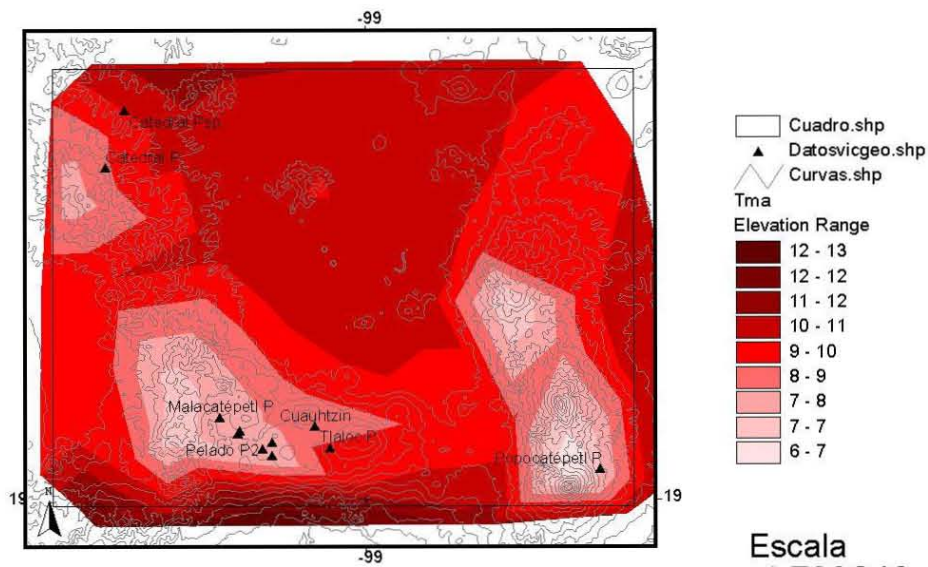 -99
Catedral P
Malacatépetl P
Cuauhtzin
Tlaloc P
Pelado P2
Popocatépetl P
19
N
19
-99
Cuadro.shp
Datosvicgeo.shp
Curvas.shp
Tma
Elevation Range
12 - 13
12 - 12
11 - 12
10 - 11
9 - 10
8 - 9
7 - 8
7 - 7
6 - 7
Escala